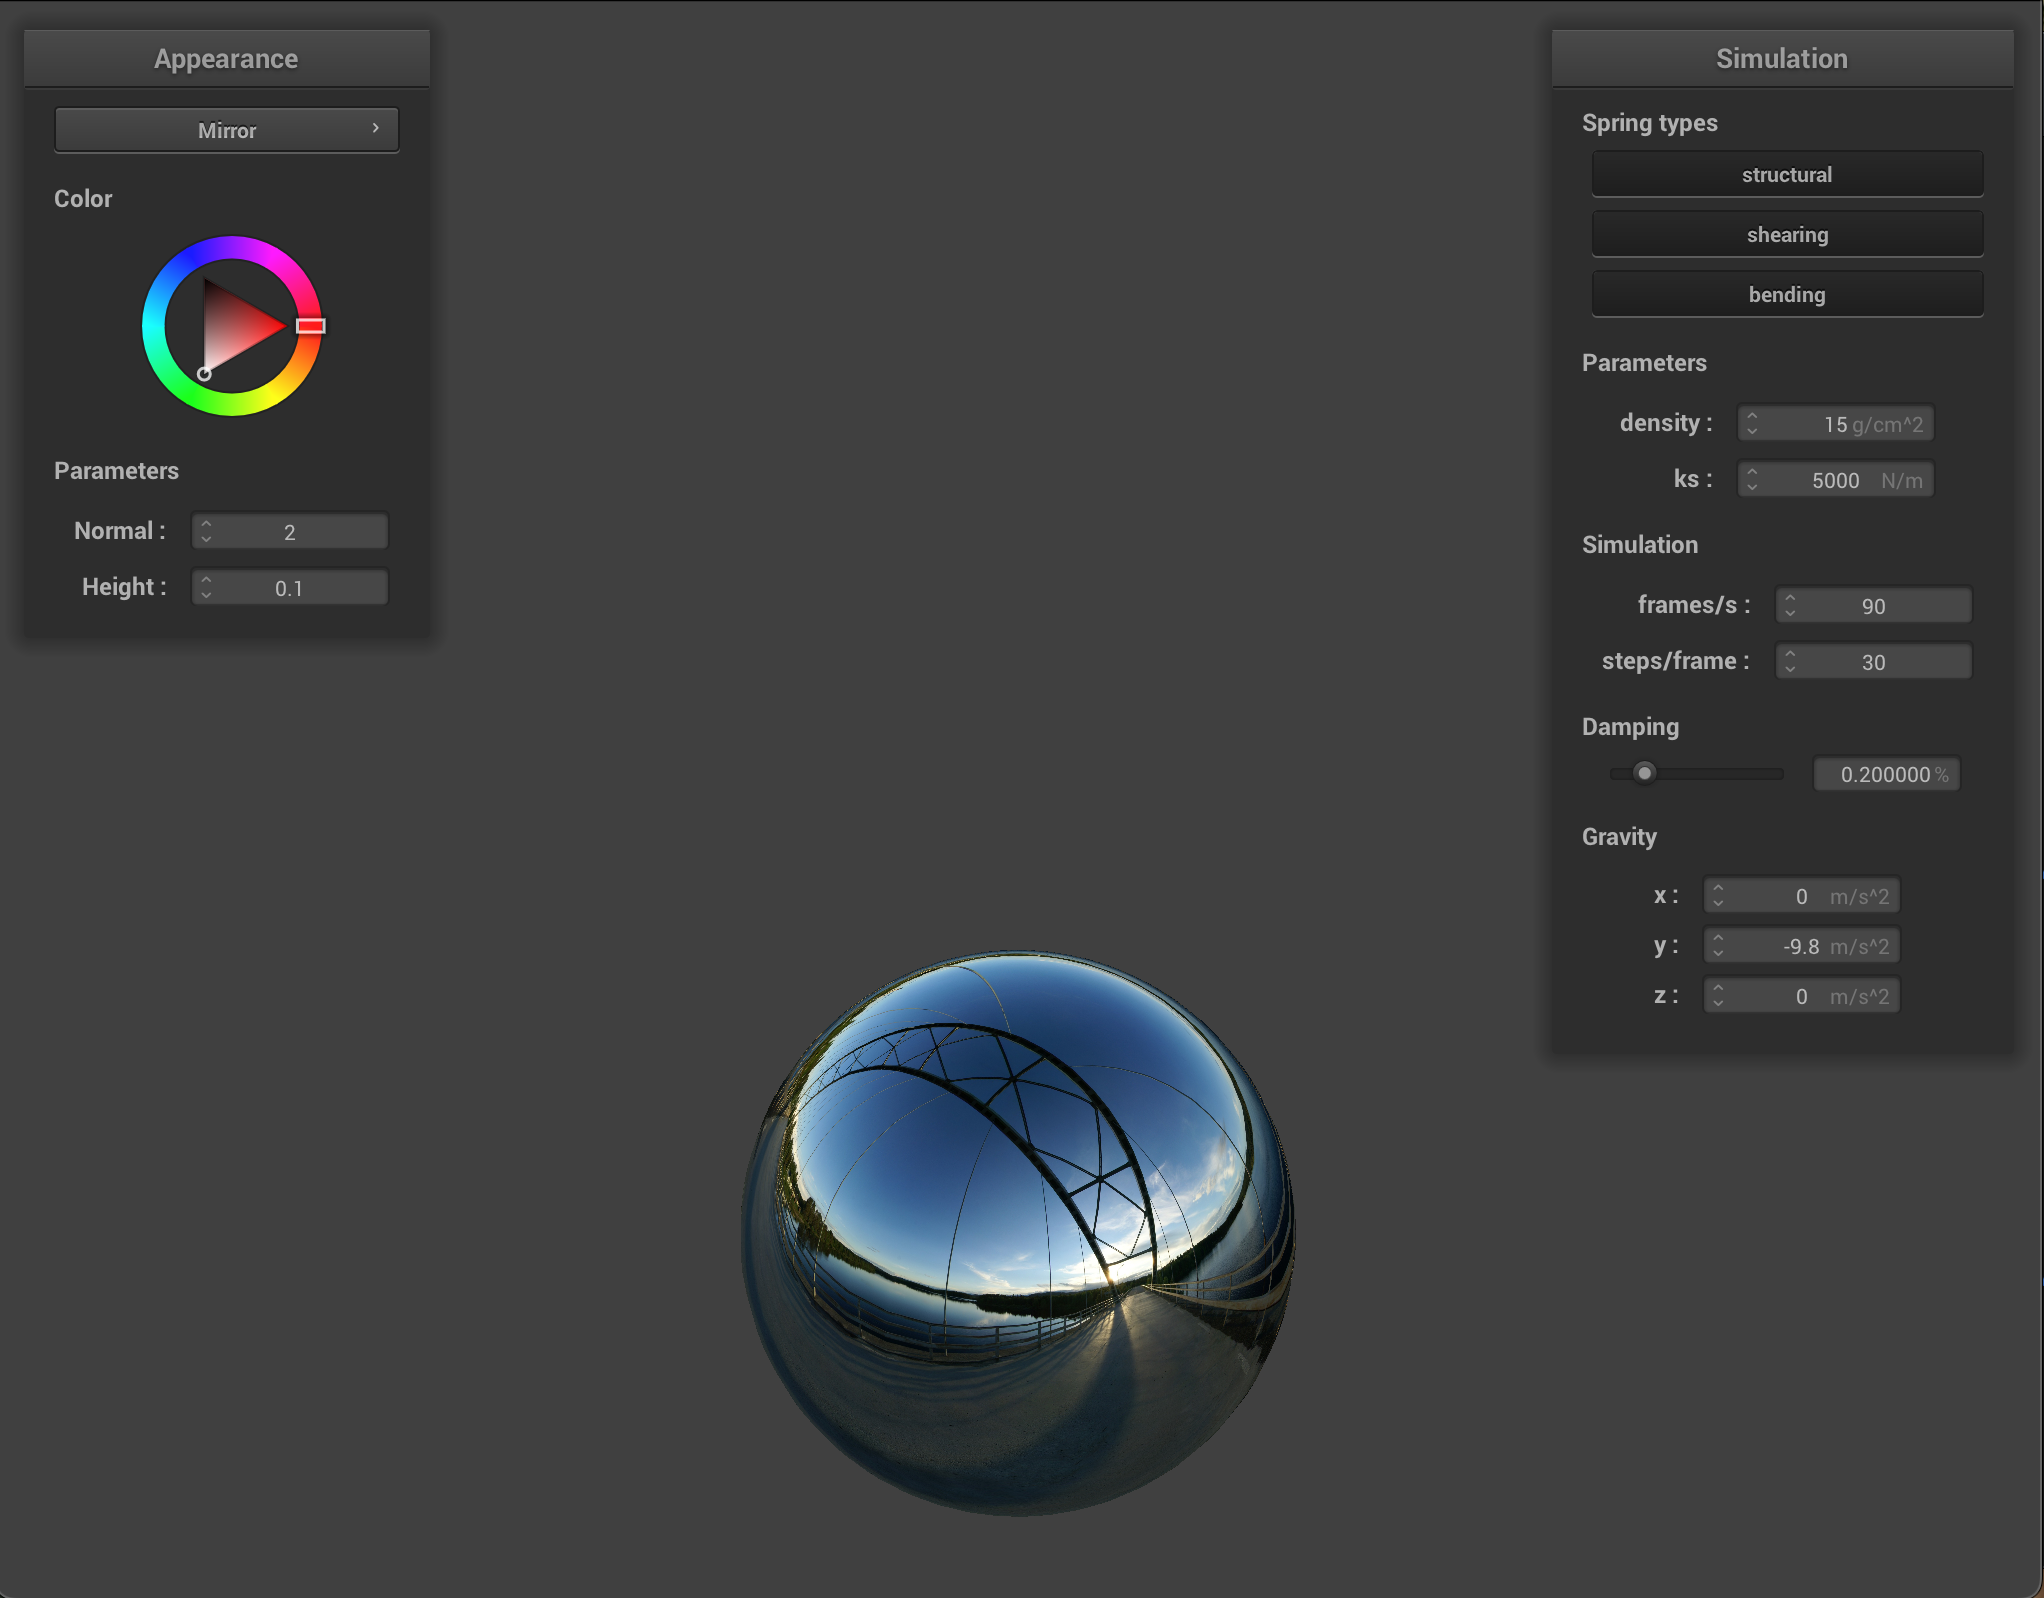 Appearance
Mirror
Color
Parameters
Normal : 2
Height : 0.1
Simulation
Spring types
structural
shearing
bending
Parameters
density : 15 g/cm^2
ks : 5000 N/m
Simulation
frames/s : 90
steps/frame : 30
Damping
0.200000 %
Gravity
x : 0 m/s^2
y : -9.8 m/s^2
z : 0 m/s^2